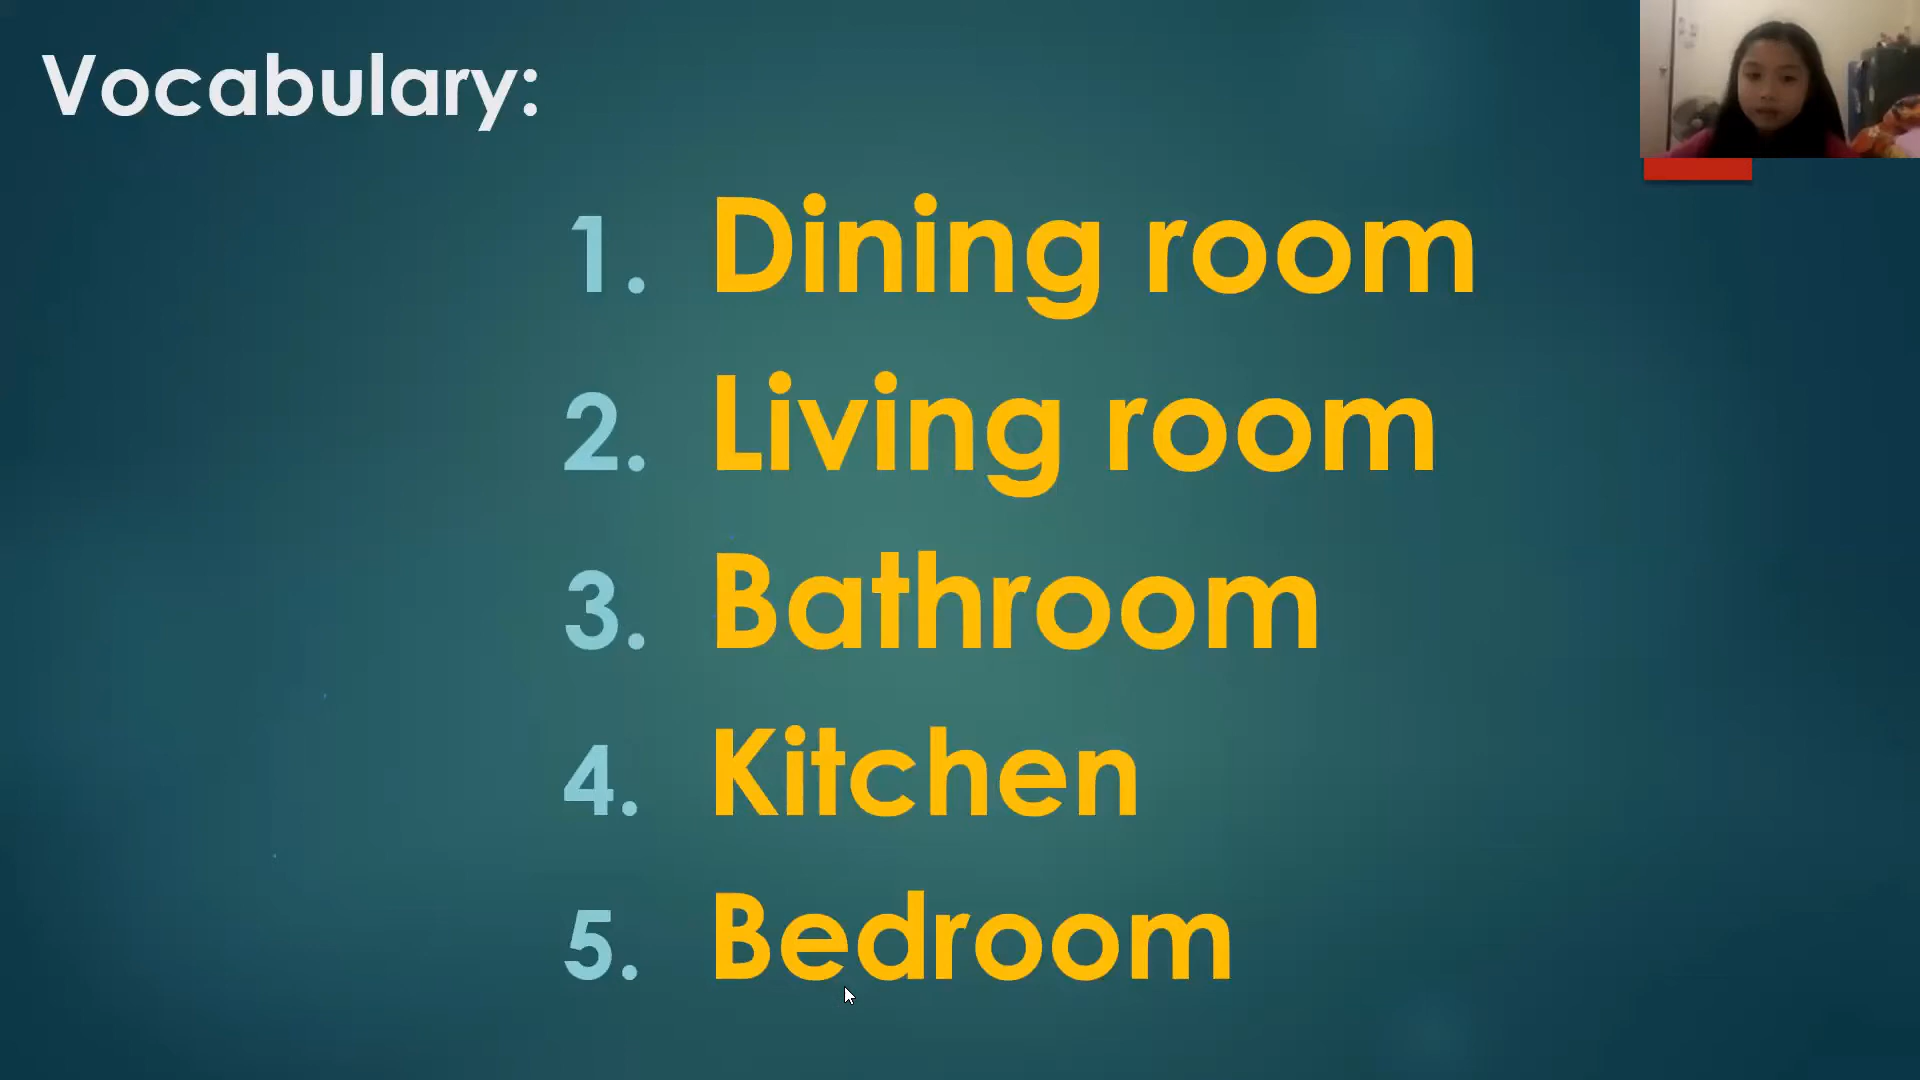 Vocabulary:
1. Dining room
2. Living room
3. Bathroom
4. Kitchen
5. Bedroom